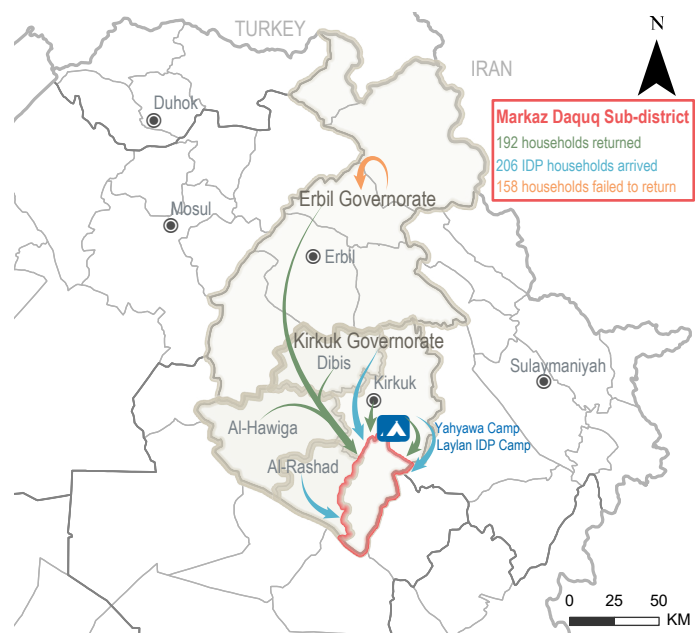 TURKEY
N
IRAN
Duhok
Markaz Daquq Sub-district
192 households returned
206 IDP households arrived
158 households failed to return
Erbil Governorate
Mosul
Erbil
Kirkuk Governorate
Dibis
Sulaymaniyah
Kirkuk
Al-Hawiga
Yahyawa Camp
Laylan IDP Camp
Al-Rashad
0 25 50
KM